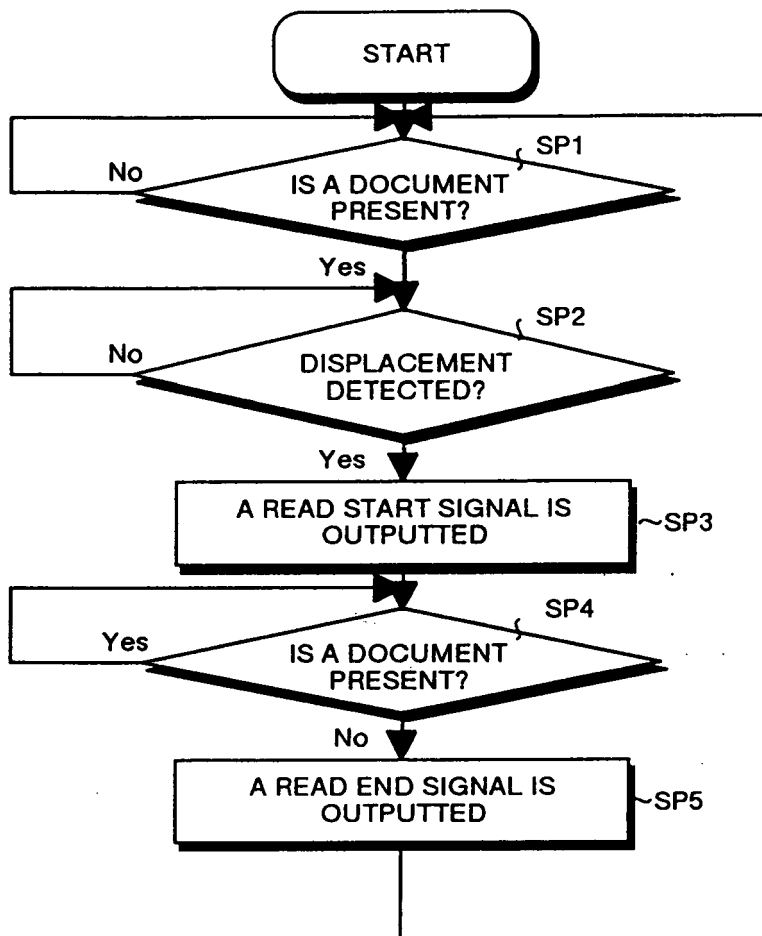 START
SP1
No
IS A DOCUMENT
PRESENT?
Yes
SP2
No
DISPLACEMENT
DETECTED?
Yes
A READ START SIGNAL IS
OUTPUTTED
~SP3
SP4
Yes
IS A DOCUMENT
PRESENT?
No
A READ END SIGNAL IS
OUTPUTTED
~SP5